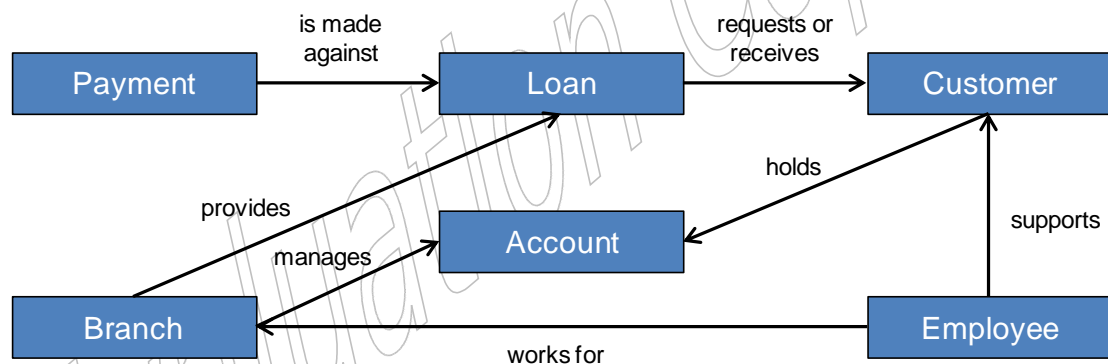 is made
against
requests or
receives
Payment
Loan
Customer
holds
provides
supports
Account
manages
Branch
Employee
works for